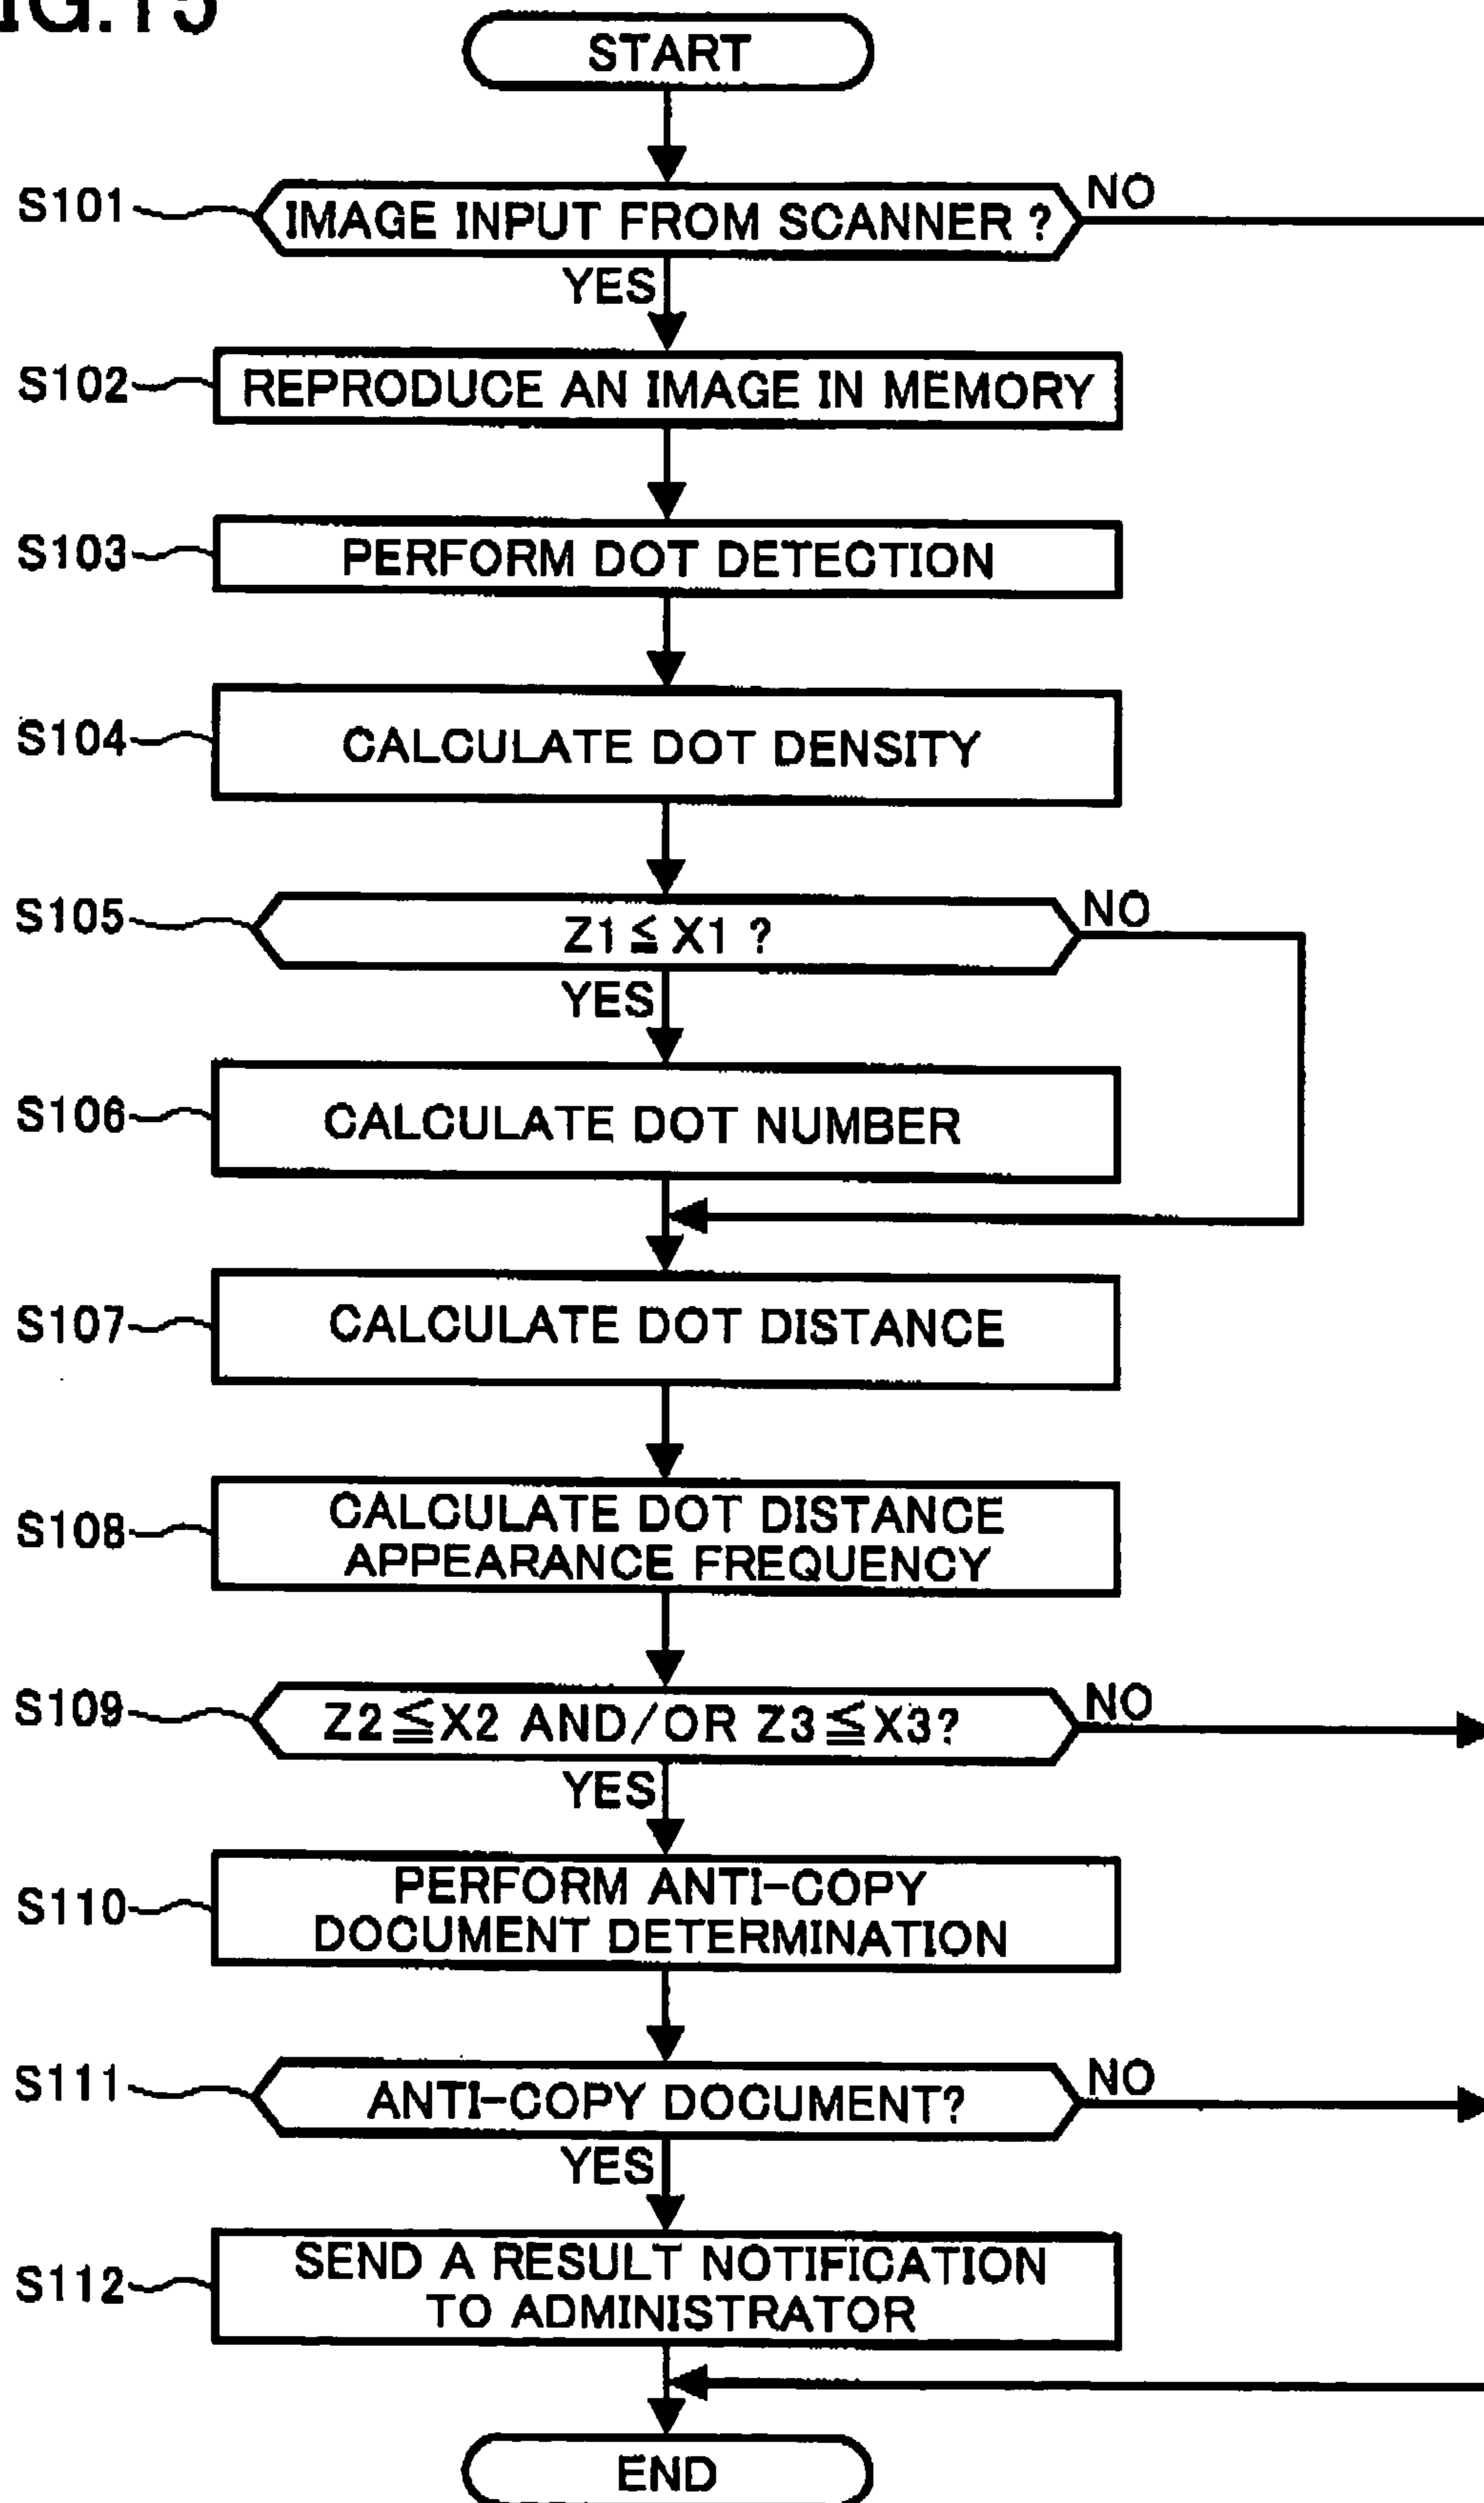 START
S101
IMAGE INPUT FROM SCANNER ?
NO
YES
S102
REPRODUCE AN IMAGE IN MEMORY
S103
PERFORM DOT DETECTION
S104
CALCULATE DOT DENSITY
S105
Z1 ≦ X1 ?
NO
YES
S106
CALCULATE DOT NUMBER
S107
CALCULATE DOT DISTANCE
S108
CALCULATE DOT DISTANCE
APPEARANCE FREQUENCY
S109
Z2 ≦ X2 AND/OR Z3 ≦ X3?
NO
YES
S110
PERFORM ANTI-COPY
DOCUMENT DETERMINATION
S111
ANTI-COPY DOCUMENT?
NO
YES
S112
SEND A RESULT NOTIFICATION
TO ADMINISTRATOR
END